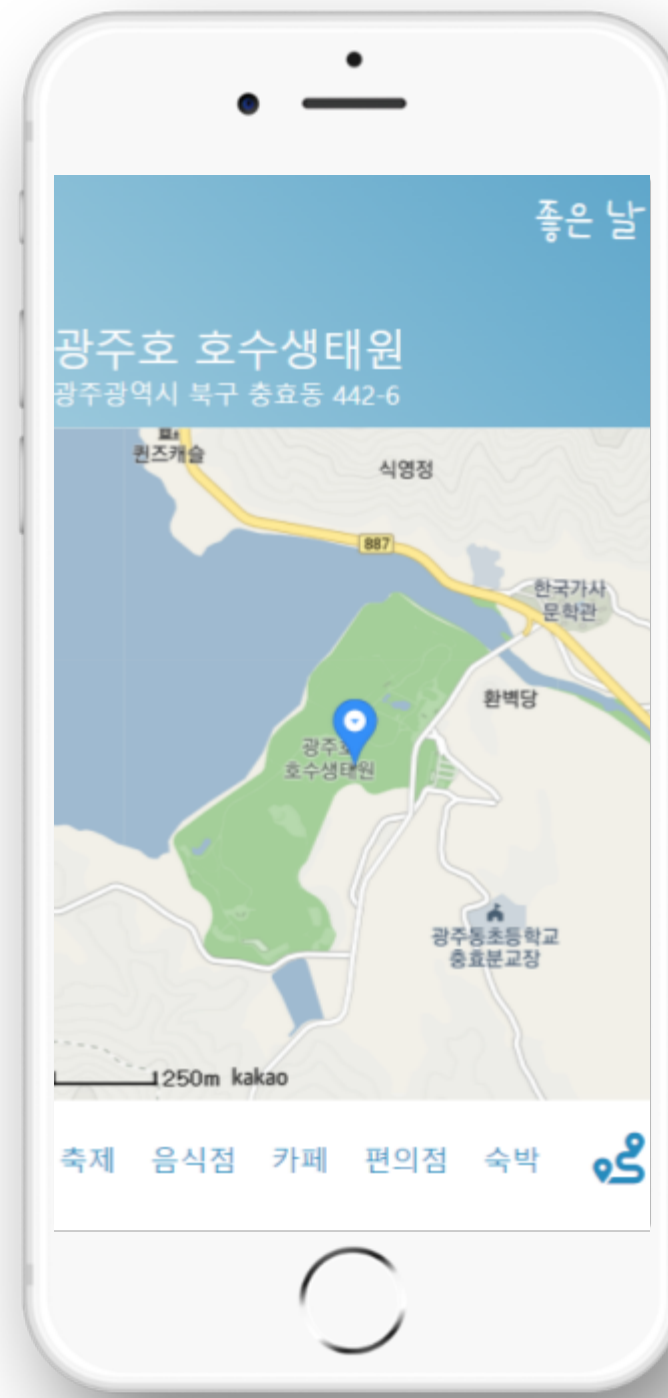 좋은 날
광주호 호수생태원
광주광역시 북구 충효동 442-6
퀸즈캐슬
식영정
887
한국가사
문학관
환벽당
광주호
호수생태원
광주동초등학교
충효분교장
250m kakao
축제 음식점 카페 편의점 숙박